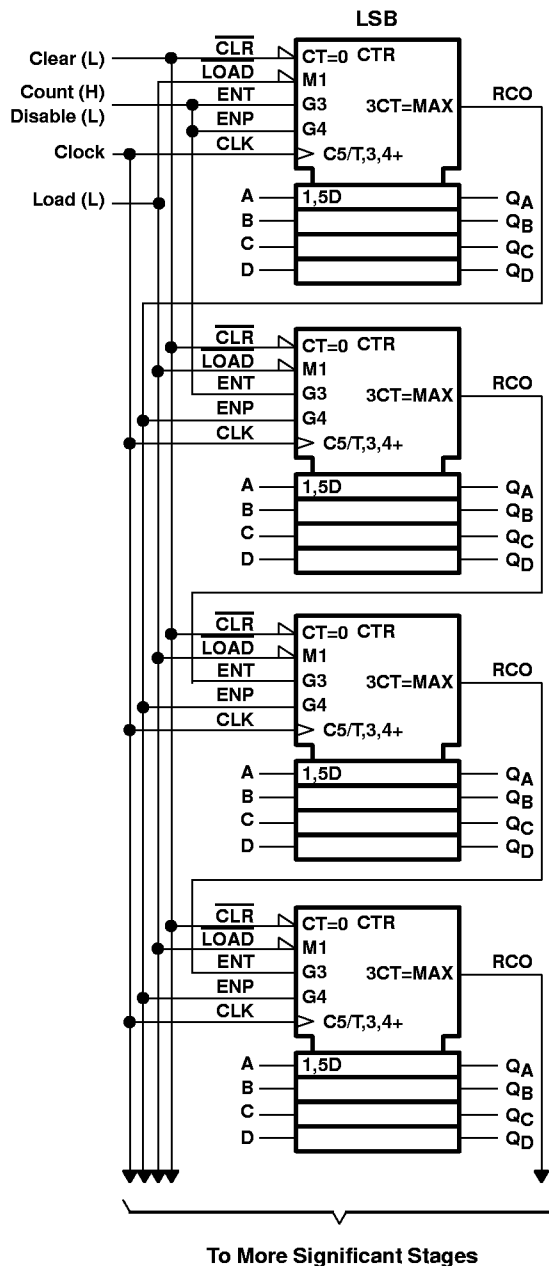 LSB
Clear (L)
Count (H)
Disable (L)
Clock
Load (L)
CLR
LOAD
ENT
ENP
CLK
CT=0 CTR
M1
G3
3CT=MAX
G4
C5/T,3,4+
RCO
A 1,5D QA
B QB
C QC
D QD
CLR
LOAD
ENT
ENP
CLK
CT=0 CTR
M1
G3
3CT=MAX
G4
C5/T,3,4+
RCO
A 1,5D QA
B QB
C QC
D QD
CLR
LOAD
ENT
ENP
CLK
CT=0 CTR
M1
G3
3CT=MAX
G4
C5/T,3,4+
RCO
A 1,5D QA
B QB
C QC
D QD
CLR
LOAD
ENT
ENP
CLK
CT=0 CTR
M1
G3
3CT=MAX
G4
C5/T,3,4+
RCO
A 1,5D QA
B QB
C QC
D QD
To More Significant Stages